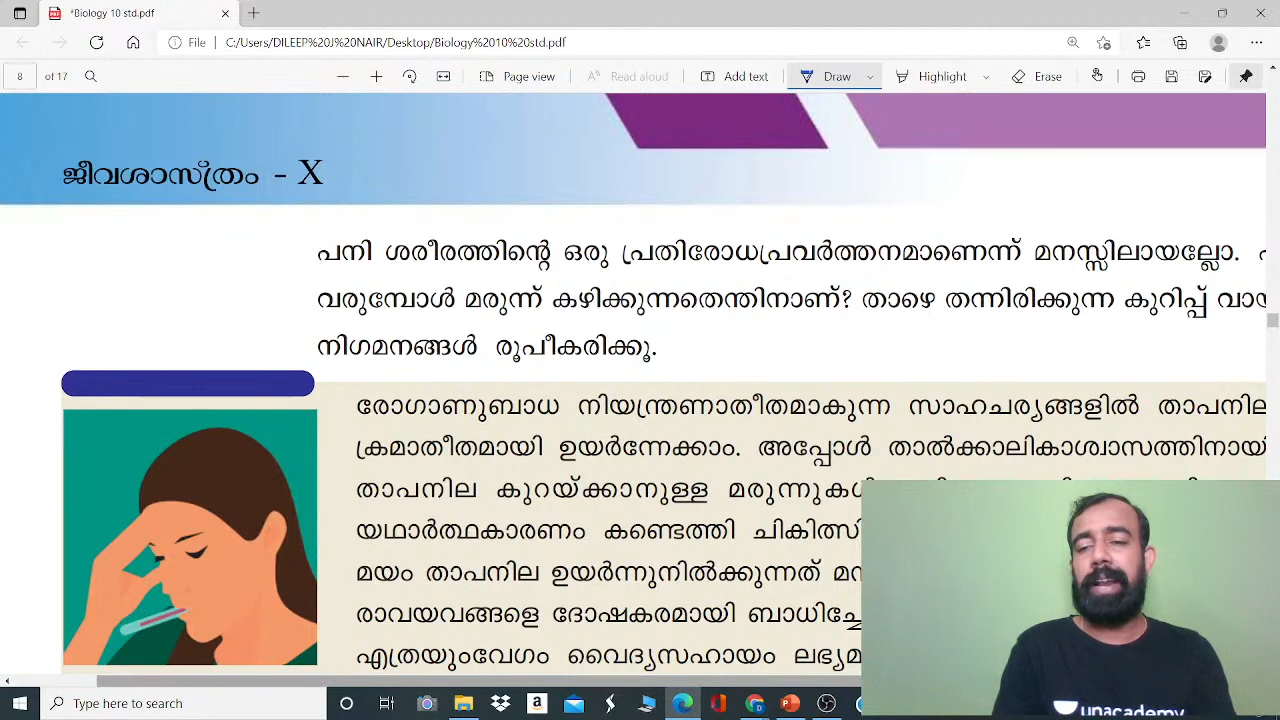 *Biology 10 std.pdf
File
C:/Users/DILEEP%20J%20NAIR/Desktop/Biology%2010%20std.pdf
8 of 17
Page view
Read aloud
Add text
Draw
Highlight
Erase
ജീവശാസ്ത്രം - X
പനി ശരീരത്തിന്റെ ഒരു പ്രതിരോധപ്രവർത്തനമാണെന്ന് മനസ്സിലായല്ലോ.
വരുമ്പോൾ മരുന്ന് കഴിക്കുന്നതെന്തിനാണ്? താഴെ തന്നിരിക്കുന്ന കുറിപ്പ്
നിഗമനങ്ങൾ രൂപീകരിക്കൂ.
രോഗാണുബാധ നിയന്ത്രണാതീതമാകുന്ന സാഹചര്യങ്ങളിൽ താപനില
ക്രമാതീതമായി ഉയർന്നേക്കാം. അപ്പോൾ താൽക്കാലികാശ്വാസത്തിനായി
താപനില കുറയ്ക്കാനുള്ള മരുന്നുകൾ
യഥാർത്ഥകാരണം കണ്ടെത്തി
മയം താപനില ഉയർന്നുനിൽക്കുന്നത്
രാവയവങ്ങളെ ദോഷകരമായി
എത്രയുംവേഗം വൈദ്യസഹായം
unacademy
Type here to search